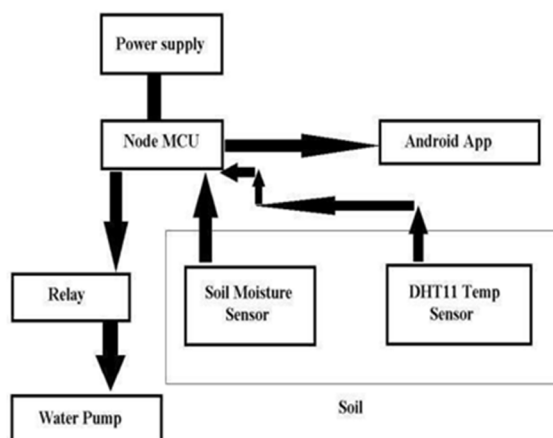 Power supply
Node MCU
Android App
Relay
Soil Moisture
Sensor
DHT11 Temp
Sensor
Water Pump
Soil